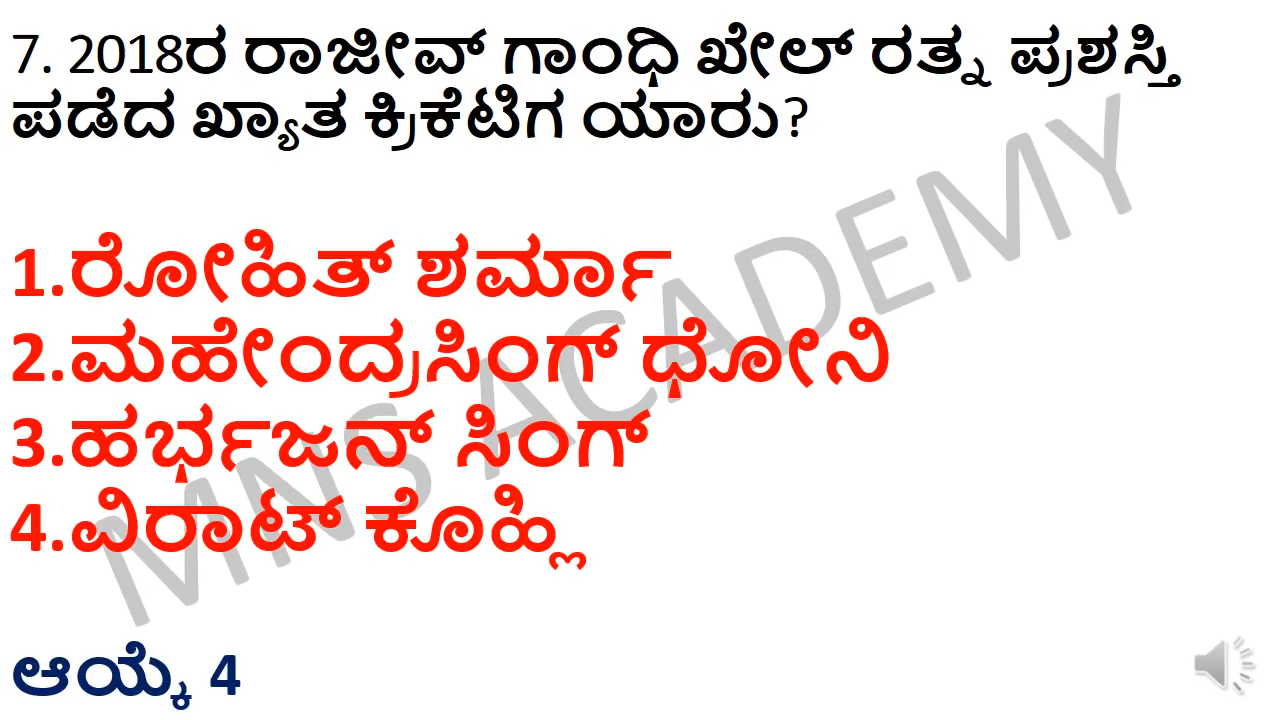 7. 2018ರ ರಾಜೀವ್ ಗಾಂಧಿ ಖೇಲ್ ರತ್ನ ಪ್ರಶಸ್ತಿ
ಪಡೆದ ಖ್ಯಾತ ಕ್ರಿಕೆಟಿಗ ಯಾರು?
1.ರೋಹಿತ್ ಶರ್ಮಾ
2.ಮಹೇಂದ್ರಸಿಂಗ್ ಧೋನಿ
3.ಹರ್ಭಜನ್ ಸಿಂಗ್
4.ವಿರಾಟ್ ಕೊಹ್ಲಿ
ಆಯ್ಕೆ 4
MNS ACADEMY